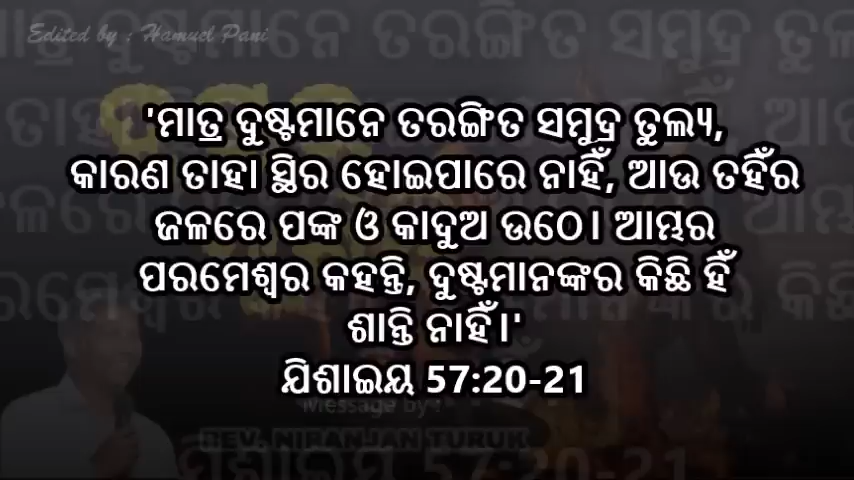 Edited by : Hamuel Pani
'ମାତ୍ର ଦୁଷ୍ଟମାନେ ତରଙ୍ଗିତ ସମୁଦ୍ର ତୁଲ୍ୟ,
କାରଣ ତାହା ସ୍ଥିର ହୋଇପାରେ ନାହିଁ, ଆଉ ତହିଁର
ଜଳରେ ପଙ୍କ ଓ କାଦୁଅ ଉଠେ। ଆମ୍ଭର
ପରମେଶ୍ୱର କହନ୍ତି, ଦୁଷ୍ଟମାନଙ୍କର କିଛି ହିଁ
ଶାନ୍ତି ନାହିଁ।'
ଯିଶାଇୟ 57:20-21
Message by :
REV. NIRANJAN TURUK